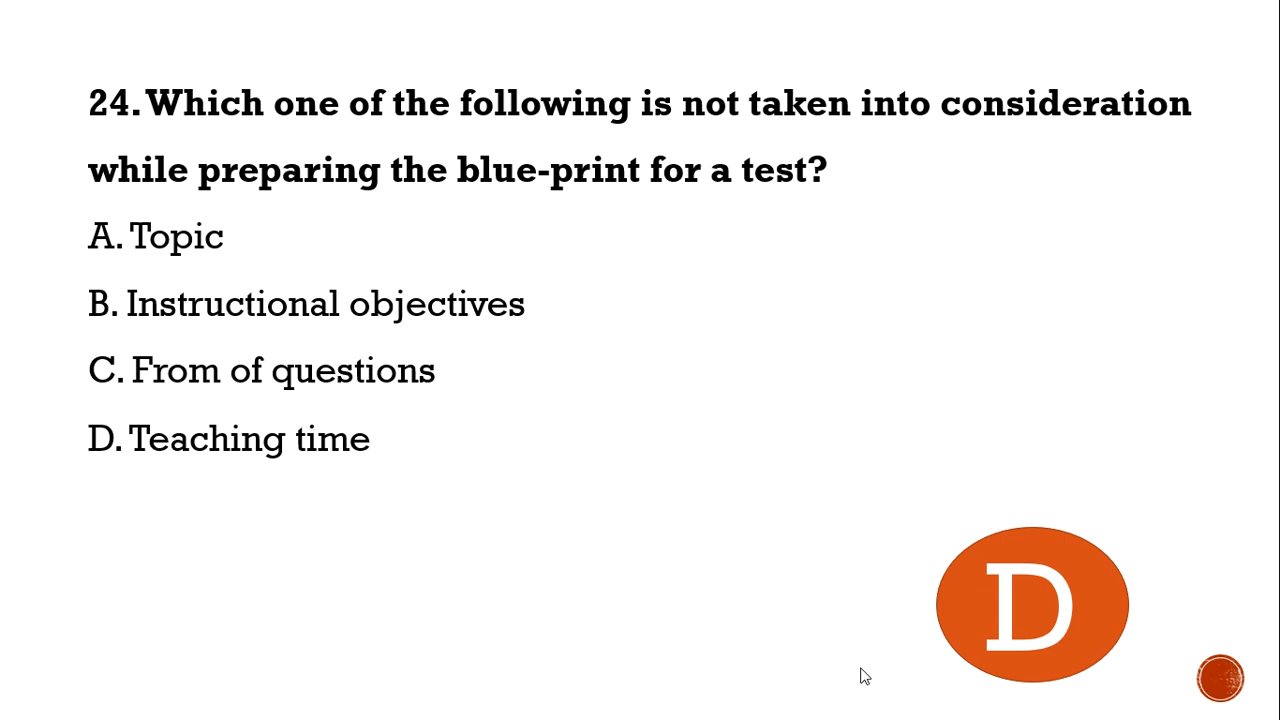 24. Which one of the following is not taken into consideration
while preparing the blue-print for a test?
A. Topic
B. Instructional objectives
C. From of questions
D. Teaching time
D